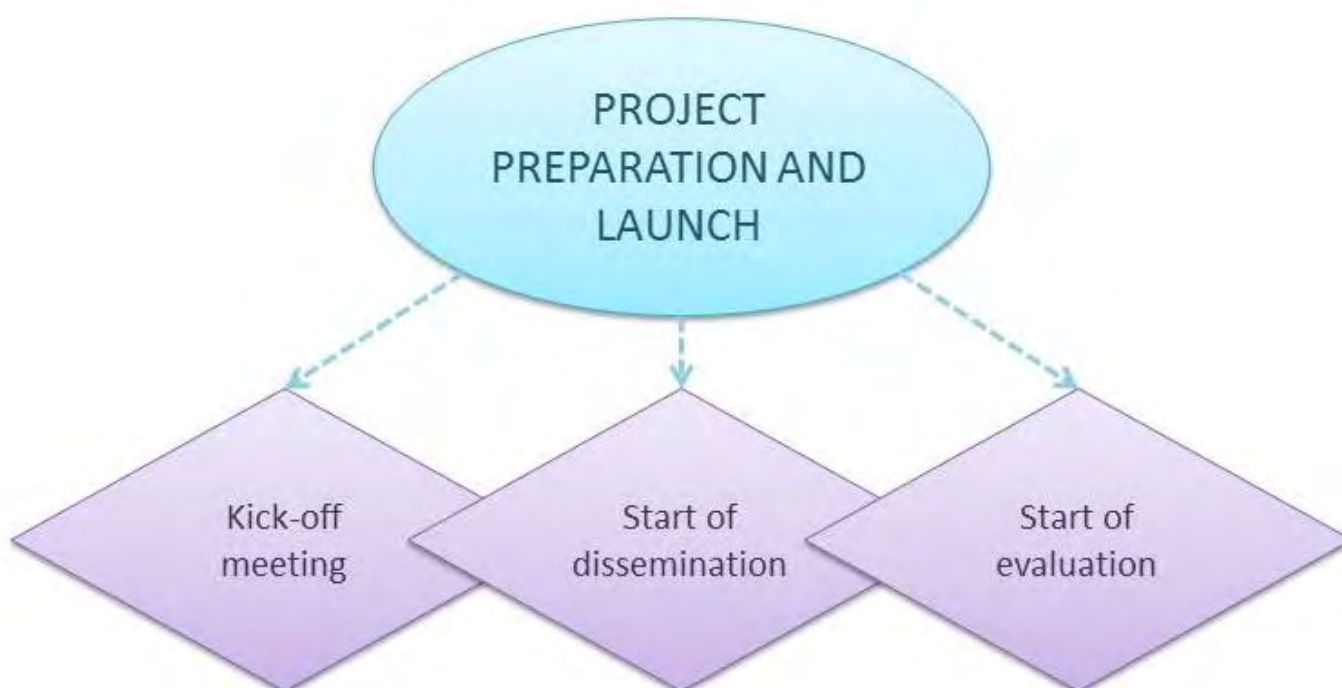 PROJECT
PREPARATION AND
LAUNCH
Kick-off
meeting
Start of
dissemination
Start of
evaluation